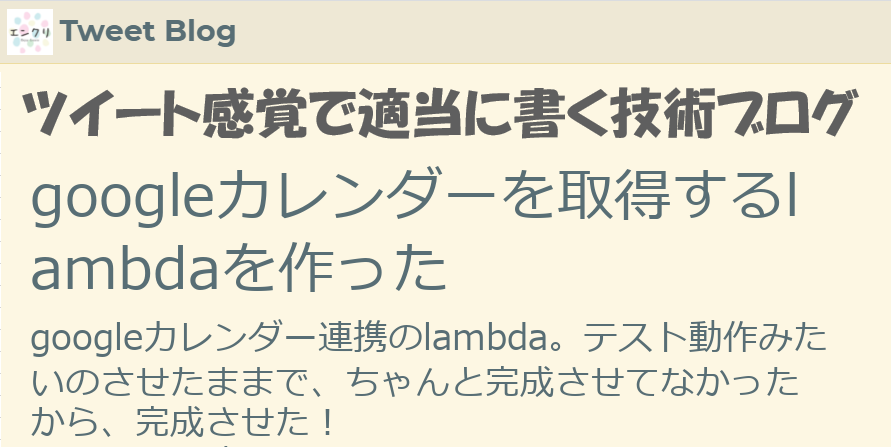 エンクリ
Tweet Blog
ツイート感覚で適当に書く技術ブログ
googleカレンダーを取得するl
ambdaを作った
googleカレンダー連携のlambda。テスト動作みた
いのさせたままで、ちゃんと完成させてなかった
から、完成させた！